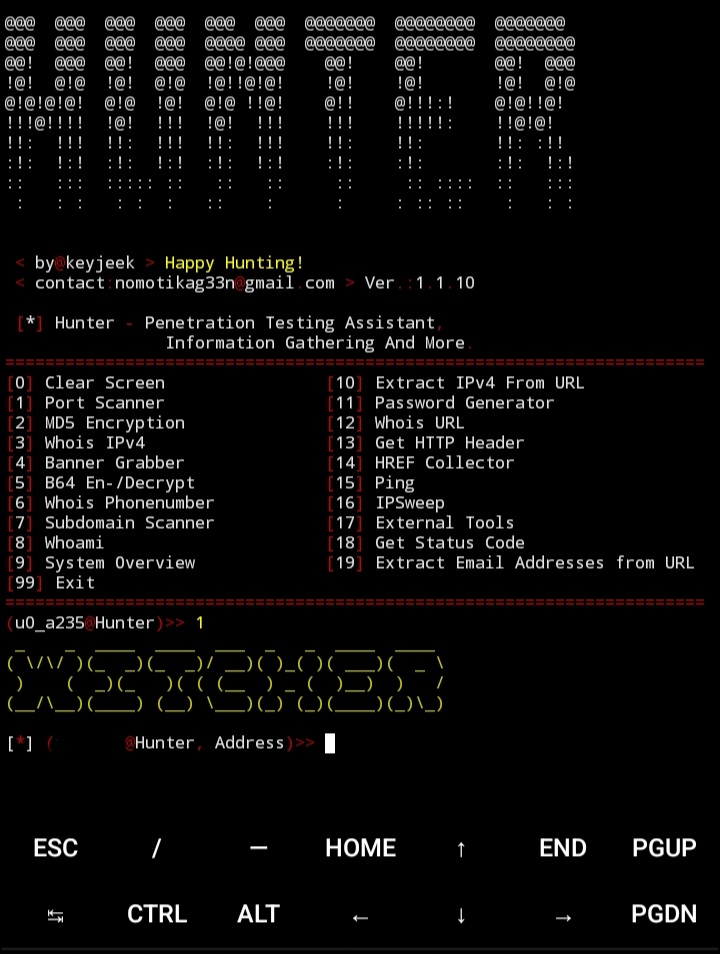 HUNTER
< by@keyjeek > Happy Hunting!
< contact:nomotikag33n@gmail.com > Ver.:1.1.10
[*] Hunter - Penetration Testing Assistant,
Information Gathering And More.
[0] Clear Screen [10] Extract IPv4 From URL
[1] Port Scanner [11] Password Generator
[2] MD5 Encryption [12] Whois URL
[3] Whois IPv4 [13] Get HTTP Header
[4] Banner Grabber [14] HREF Collector
[5] B64 En-/Decrypt [15] Ping
[6] Whois Phonenumber [16] IPSweep
[7] Subdomain Scanner [17] External Tools
[8] Whoami [18] Get Status Code
[9] System Overview [19] Extract Email Addresses from URL
[99] Exit
(u0_a235@Hunter)>> 1
[*] ( @Hunter, Address)>>
ESC / — HOME ↑ END PGUP
↹ CTRL ALT ← ↓ → PGDN